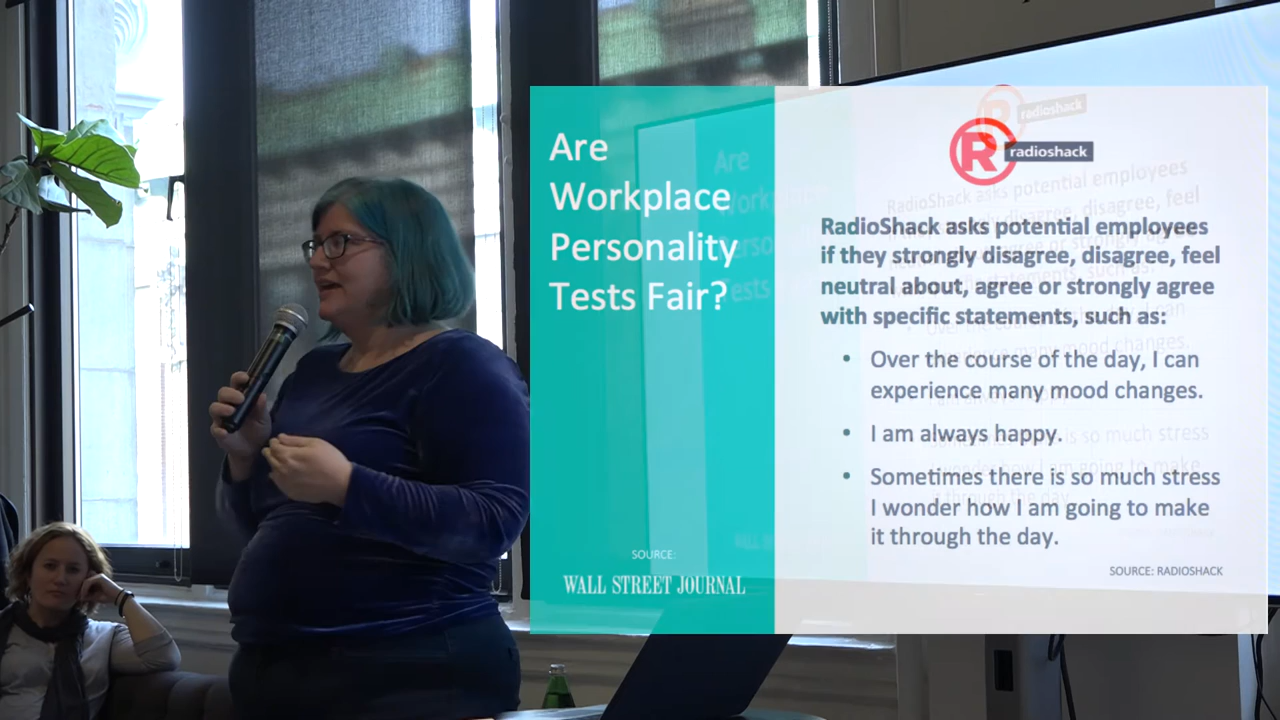 Are
Workplace
Personality
Tests Fair?
SOURCE:
WALL STREET JOURNAL
R
radioshack
RadioShack asks potential employees
if they strongly disagree, disagree, feel
neutral about, agree or strongly agree
with specific statements, such as:
• Over the course of the day, I can
experience many mood changes.
• I am always happy.
• Sometimes there is so much stress
I wonder how I am going to make
it through the day.
SOURCE: RADIOSHACK